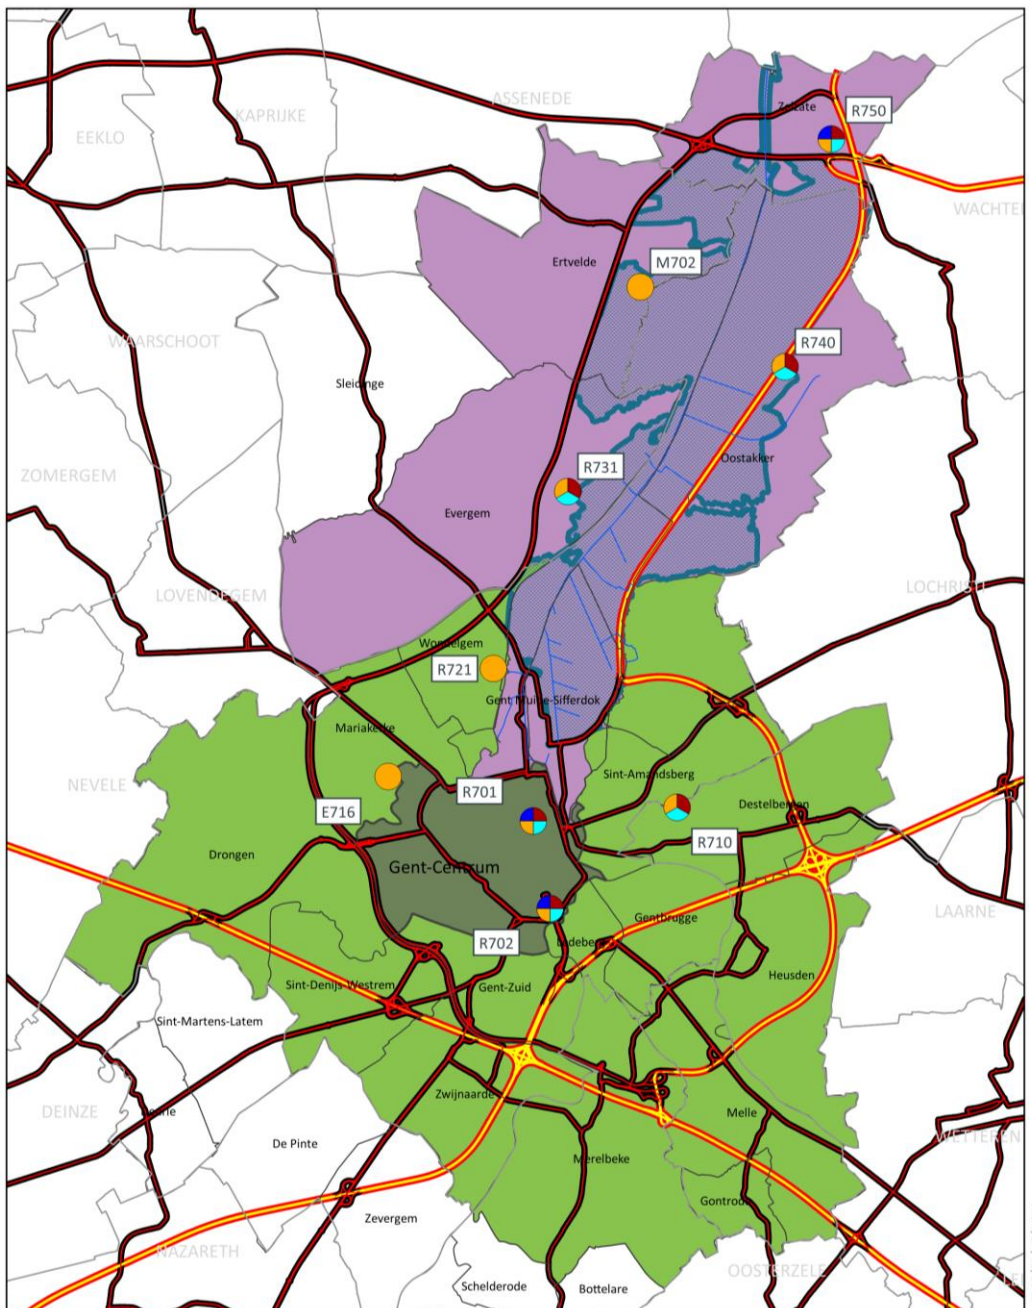 ASSENEDE
KAPRIJKE
EEKLO
Zelzate
R750
WACHTE
Ertvelde
M702
WAARSCHOOT
R740
Sleidinge
ZOMERGEM
Oostakker
R731
Evergem
LOVENDEGEM
LOCHRISTI
Wondelgem
R721
Gent Muide-Sifferdok
Mariakerke
NEVELE
Sint-Amandsberg
R701
Destelbergen
E716
R710
Drongen
Gent-Centrum
LAARNE
Gentbrugge
R702
Ledeberg
Heusden
Sint-Denijs-Westrem
Gent-Zuid
Sint-Martens-Latem
Zwijnaarde
DEINZE
Deurle
Melle
De Pinte
WETTEREN
Merelbeke
Gontrode
Zevergem
NAZARETH
OOSTERZELE
Schelderode
Bottelare